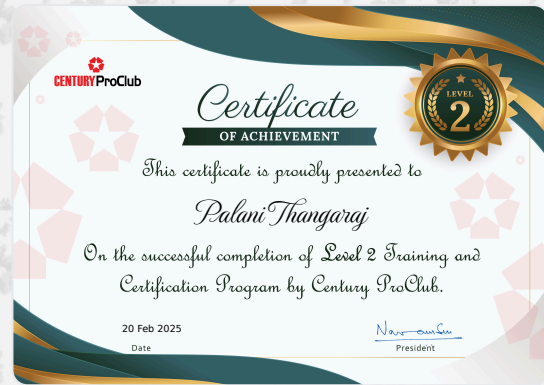 CENTURY ProClub
Certificate
OF ACHIEVEMENT
LEVEL
2
This certificate is proudly presented to
Palani Thangaraj
On the successful completion of Level 2 Training and
Certification Program by Century ProClub.
20 Feb 2025
Date
President